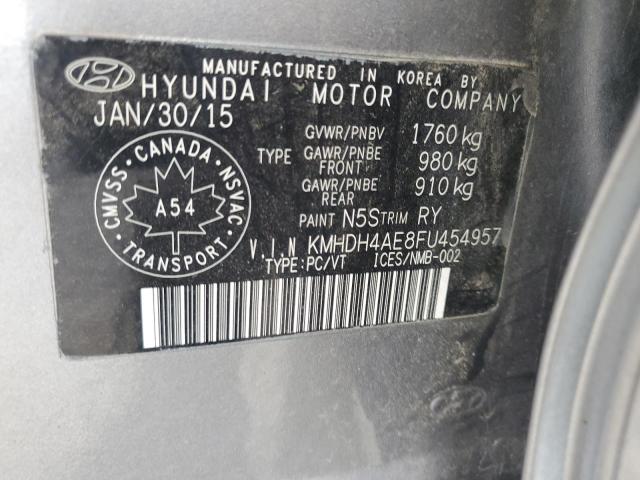 MANUFACTURED IN KOREA BY
HYUNDAI MOTOR COMPANY
JAN/30/15
GVWR/PNBV 1760 kg
TYPE GAWR/PNBE FRONT 980 kg
GAWR/PNBE REAR 910 kg
CANADA
CMVSS NSVAC
A54
TRANSPORT
PAINT N5S TRIM RY
V.I.N KMHDH4AE8FU454957
TYPE:PC/VT ICES/NMB-002